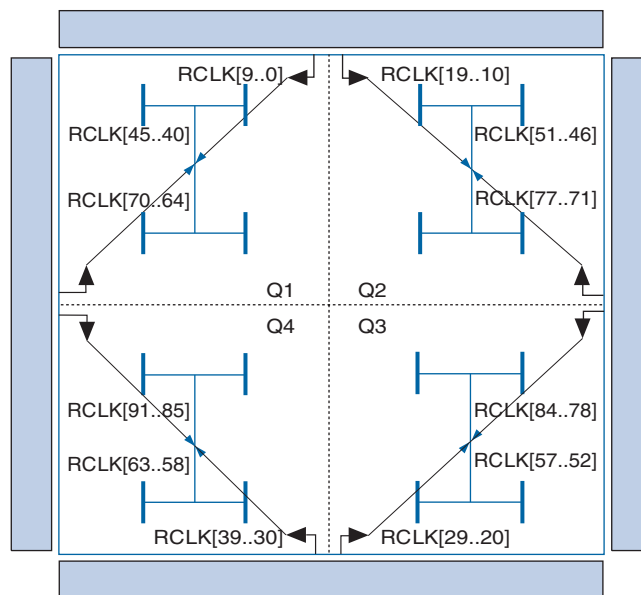 RCLK[9..0]
RCLK[19..10]
RCLK[45..40]
RCLK[51..46]
RCLK[70..64]
RCLK[77..71]
Q1
Q2
Q4
Q3
RCLK[91..85]
RCLK[84..78]
RCLK[63..58]
RCLK[57..52]
RCLK[39..30]
RCLK[29..20]